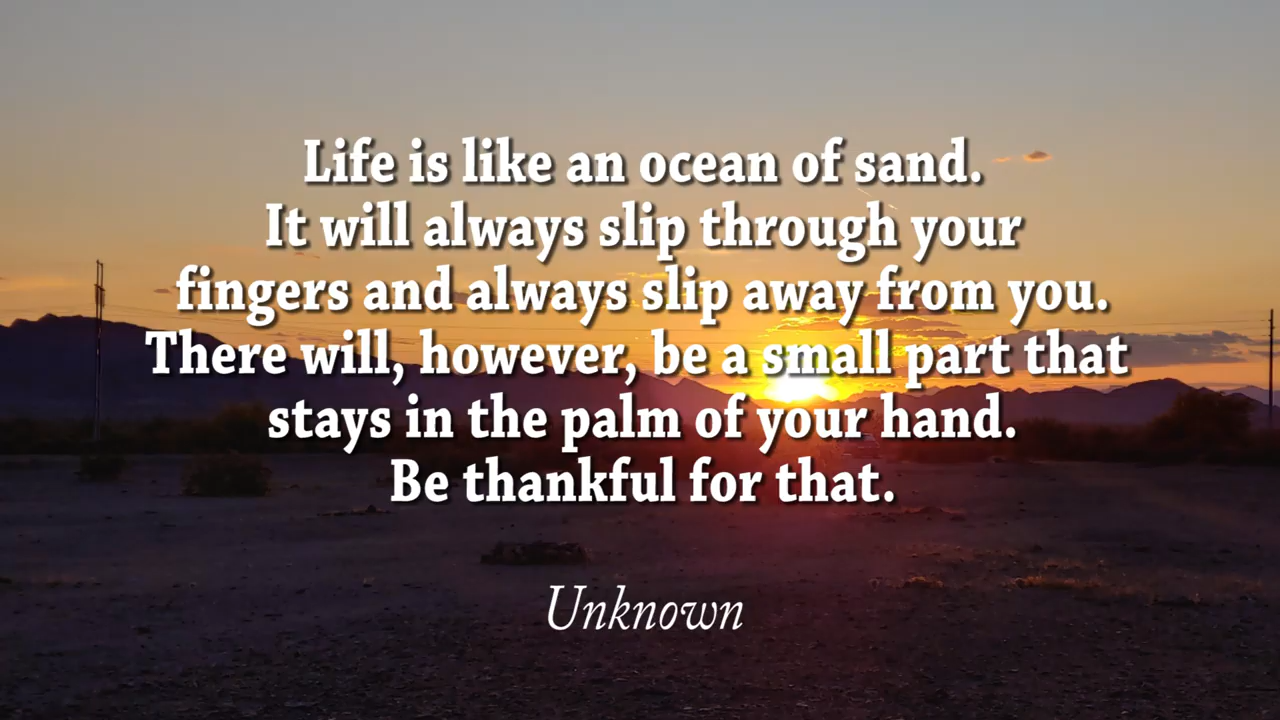 Life is like an ocean of sand.
It will always slip through your
fingers and always slip away from you.
There will, however, be a small part that
stays in the palm of your hand.
Be thankful for that.
Unknown